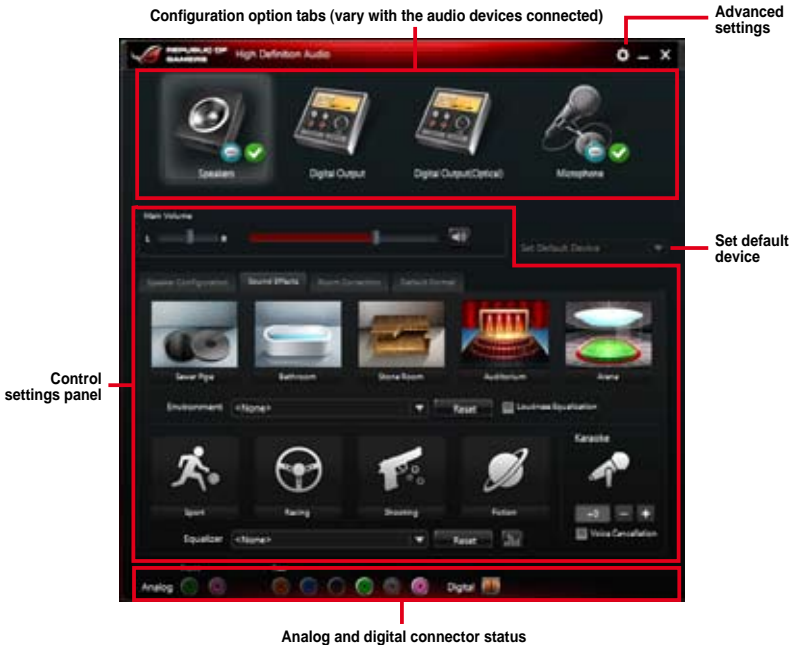 Configuration option tabs (vary with the audio devices connected)
Advanced
settings
REPUBLIC OF
GAMERS
High Definition Audio
Speakers
Digital Output
Digital Output(Optical)
Microphone
Main Volume
L
R
Set Default Device
Set default
device
Speaker Configuration
Sound Effects
Room Correction
Default Format
Sewer Pipe
Bathroom
Stone Room
Auditorium
Arena
Control
settings panel
Environment
<None>
Reset
Loudness Equalization
Karaoke
Sport
Racing
Shooting
Fiction
Equalizer
<None>
Reset
Voice Cancellation
Analog
Digital
Analog and digital connector status